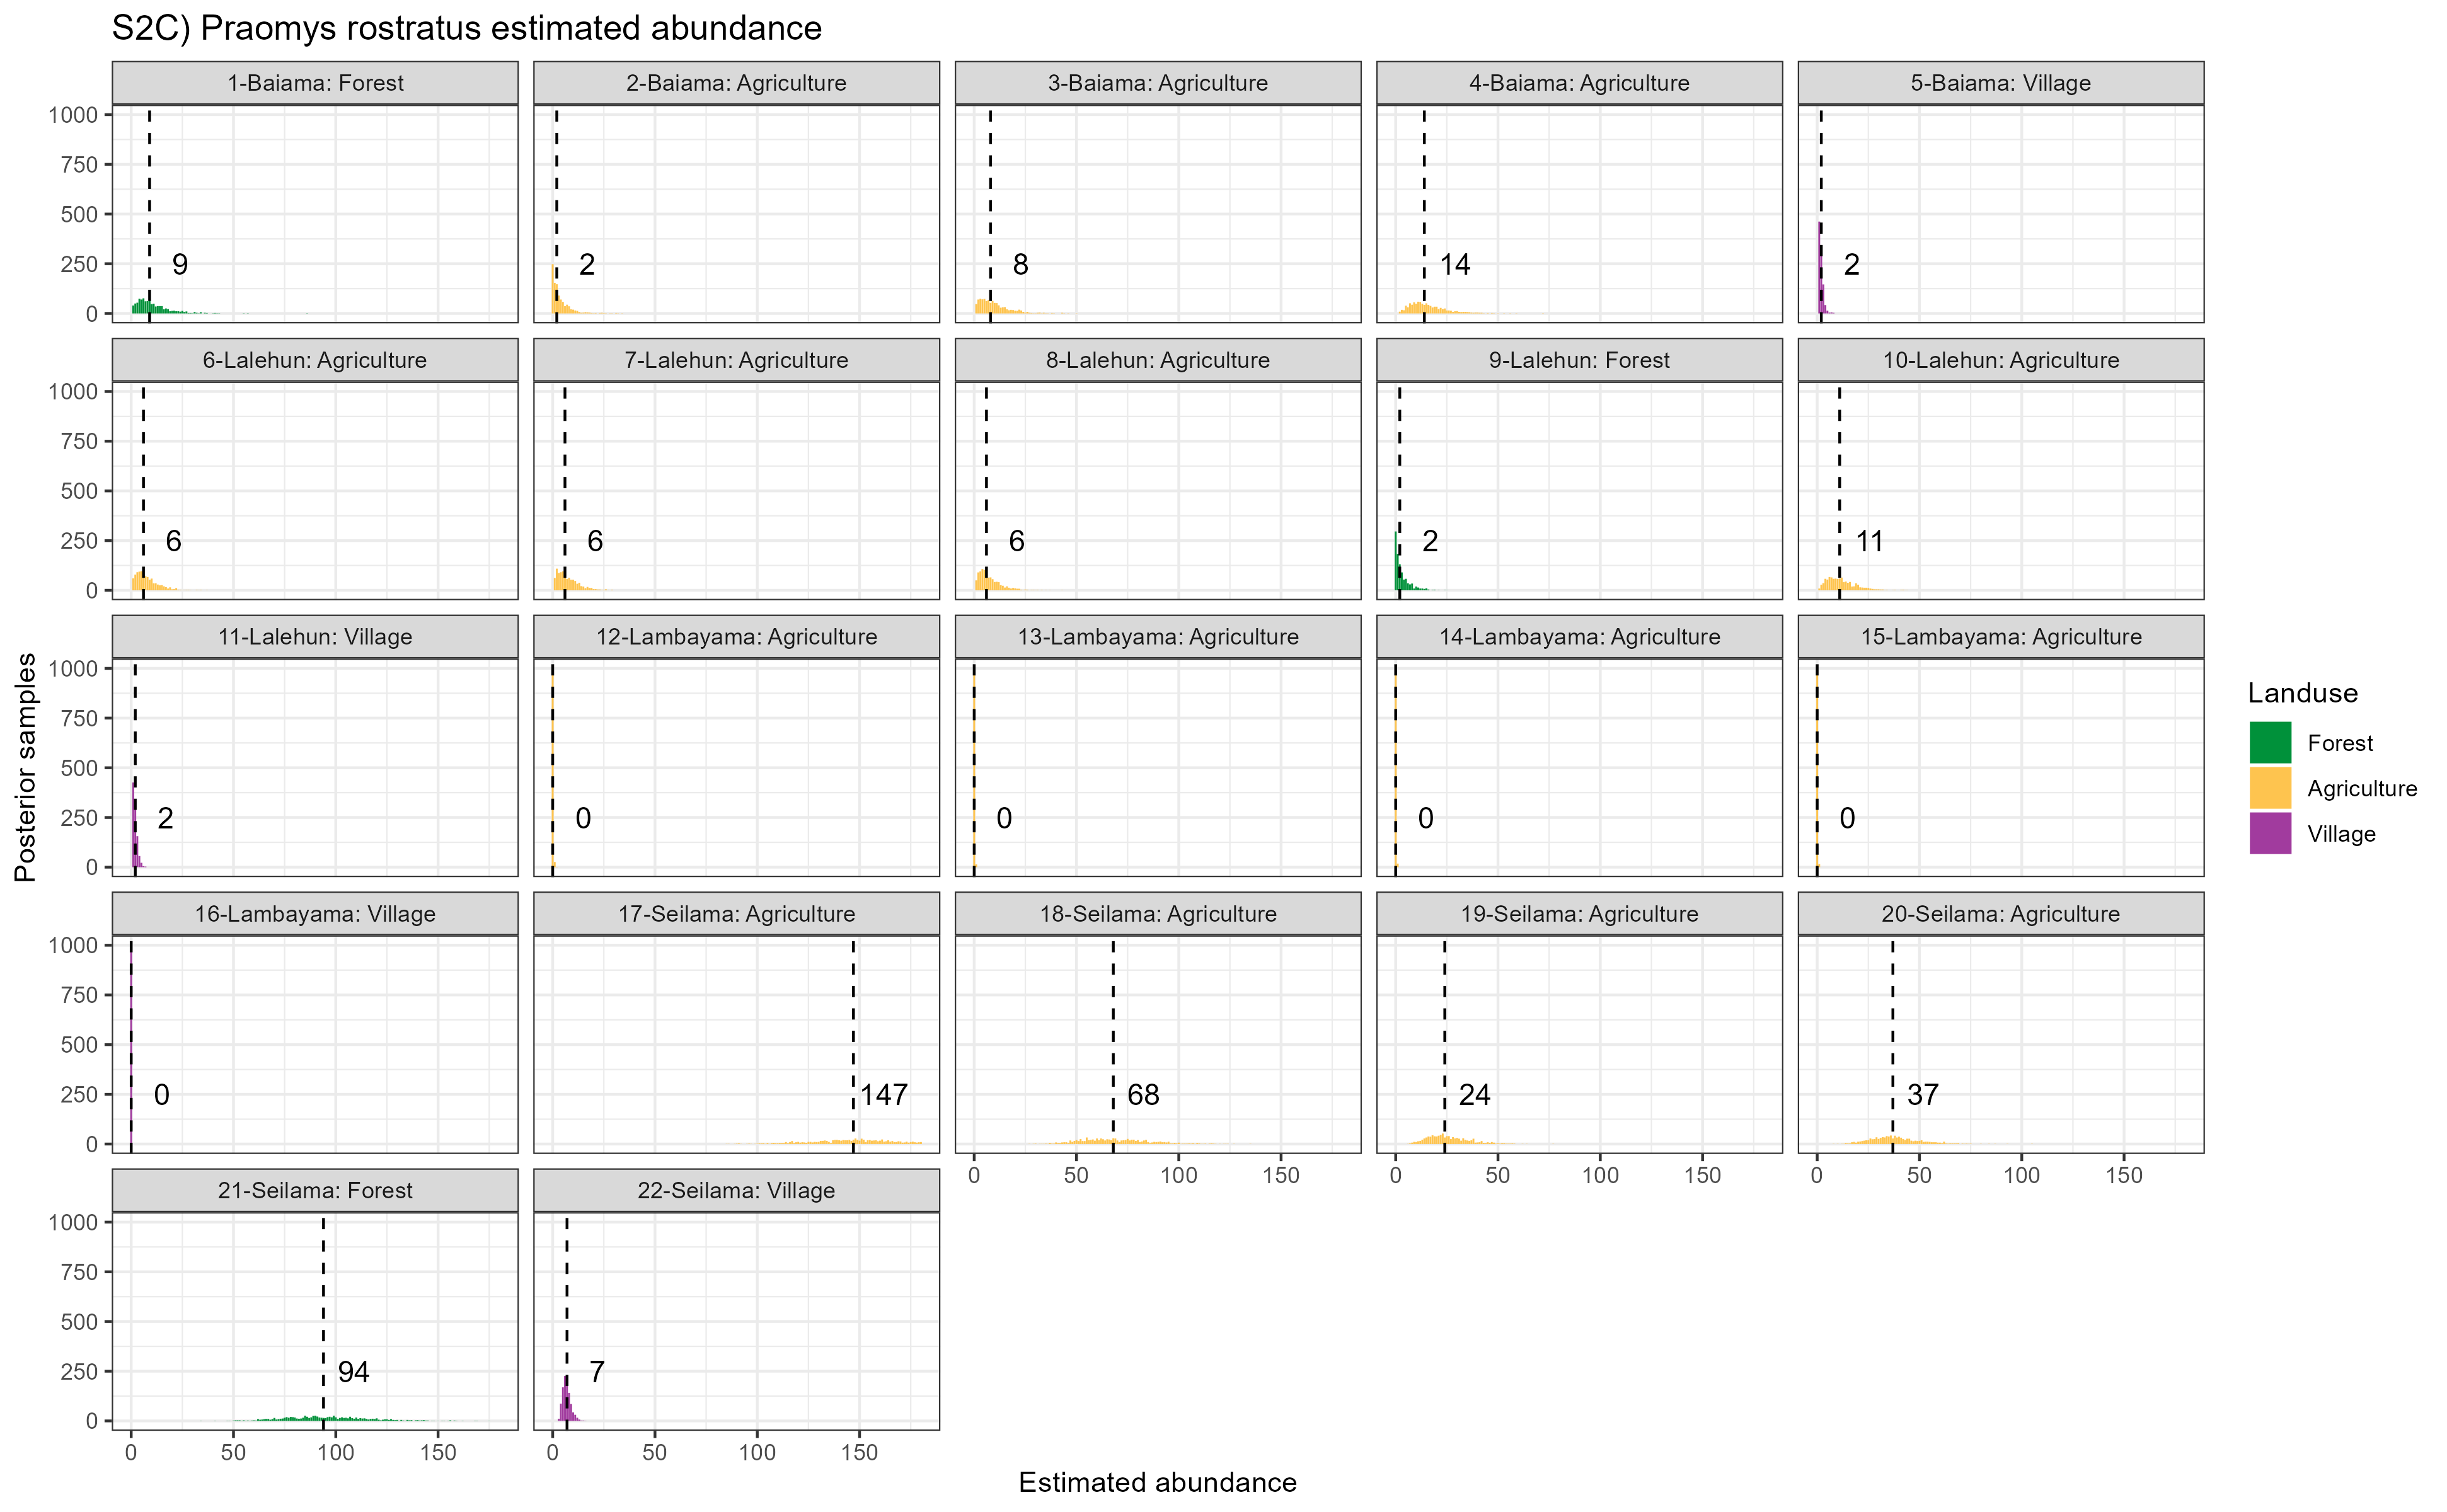 S2C) Praomys rostratus estimated abundance
1-Baiama: Forest
2-Baiama: Agriculture
3-Baiama: Agriculture
4-Baiama: Agriculture
5-Baiama: Village
1000
750
500
250
0
9
2
8
14
2
6-Lalehun: Agriculture
7-Lalehun: Agriculture
8-Lalehun: Agriculture
9-Lalehun: Forest
10-Lalehun: Agriculture
1000
750
500
250
0
6
6
6
2
11
11-Lalehun: Village
12-Lambayama: Agriculture
13-Lambayama: Agriculture
14-Lambayama: Agriculture
15-Lambayama: Agriculture
1000
750
500
250
0
2
0
0
0
0
16-Lambayama: Village
17-Seilama: Agriculture
18-Seilama: Agriculture
19-Seilama: Agriculture
20-Seilama: Agriculture
1000
750
500
250
0
0
147
68
24
37
0 50 100 150
0 50 100 150
0 50 100 150
21-Seilama: Forest
22-Seilama: Village
1000
750
500
250
0
94
7
0 50 100 150
0 50 100 150
Estimated abundance
Posterior samples
Landuse
Forest
Agriculture
Village